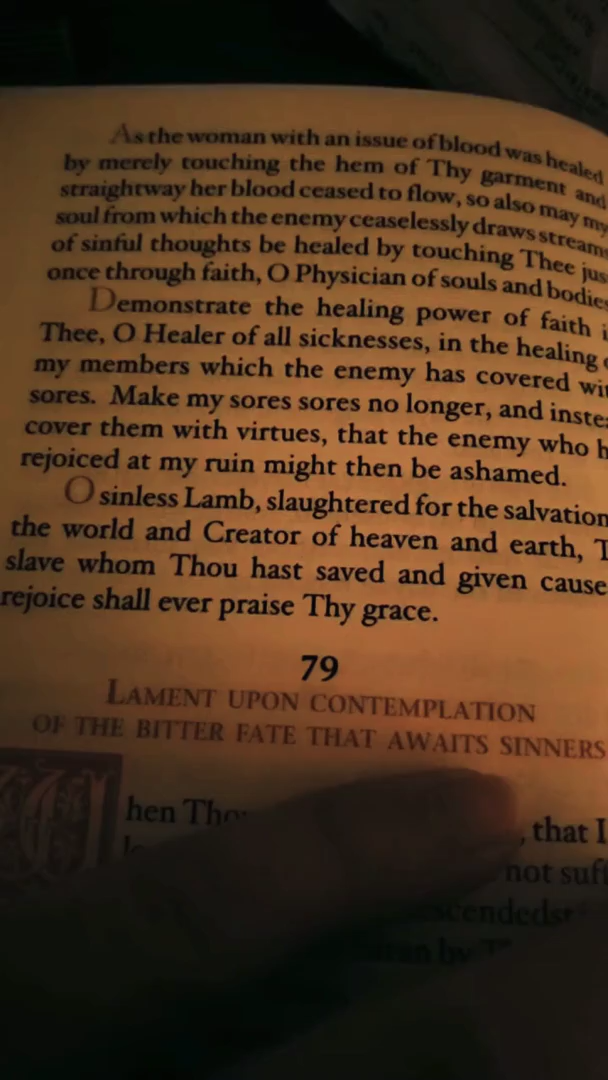 As the woman with an issue of blood was healed
by merely touching the hem of Thy garment and
straightway her blood ceased to flow, so also may my
soul from which the enemy ceaselessly draws streams
of sinful thoughts be healed by touching Thee jus
once through faith, O Physician of souls and bodies
Demonstrate the healing power of faith i
Thee, O Healer of all sicknesses, in the healing o
my members which the enemy has covered wit
sores. Make my sores sores no longer, and instea
cover them with virtues, that the enemy who h
rejoiced at my ruin might then be ashamed.
O sinless Lamb, slaughtered for the salvation
the world and Creator of heaven and earth, T
slave whom Thou hast saved and given cause
rejoice shall ever praise Thy grace.
79
LAMENT UPON CONTEMPLATION
OF THE BITTER FATE THAT AWAITS SINNERS
When Thou , that I
not suff